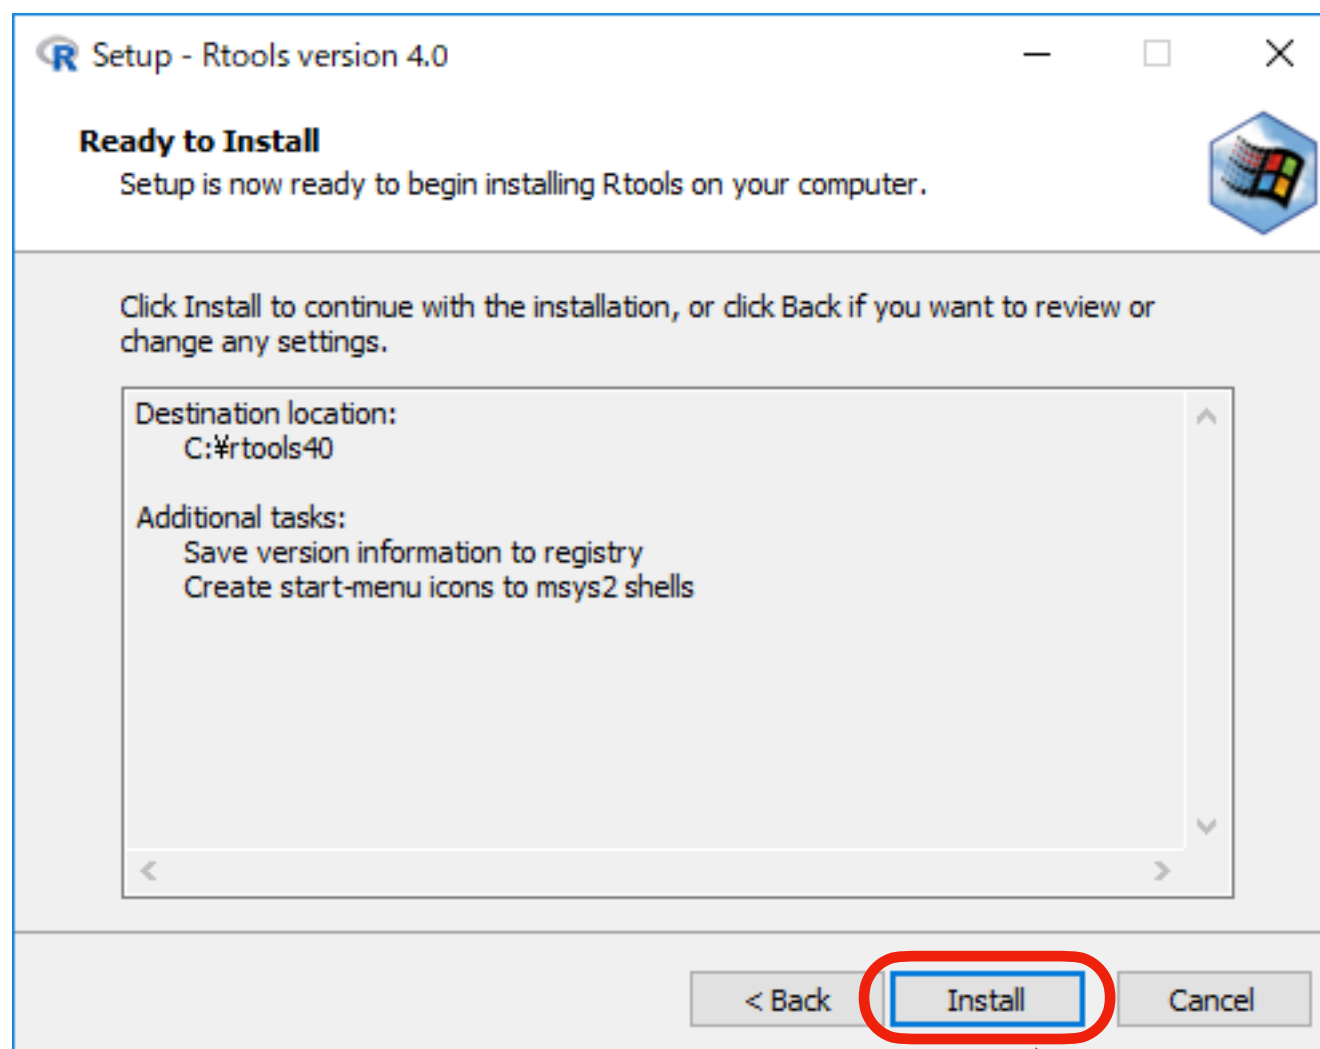 Setup - Rtools version 4.0
Ready to Install
Setup is now ready to begin installing Rtools on your computer.
Click Install to continue with the installation, or click Back if you want to review or
change any settings.
Destination location:
C:¥rtools40
Additional tasks:
Save version information to registry
Create start-menu icons to msys2 shells
< Back
Install
Cancel